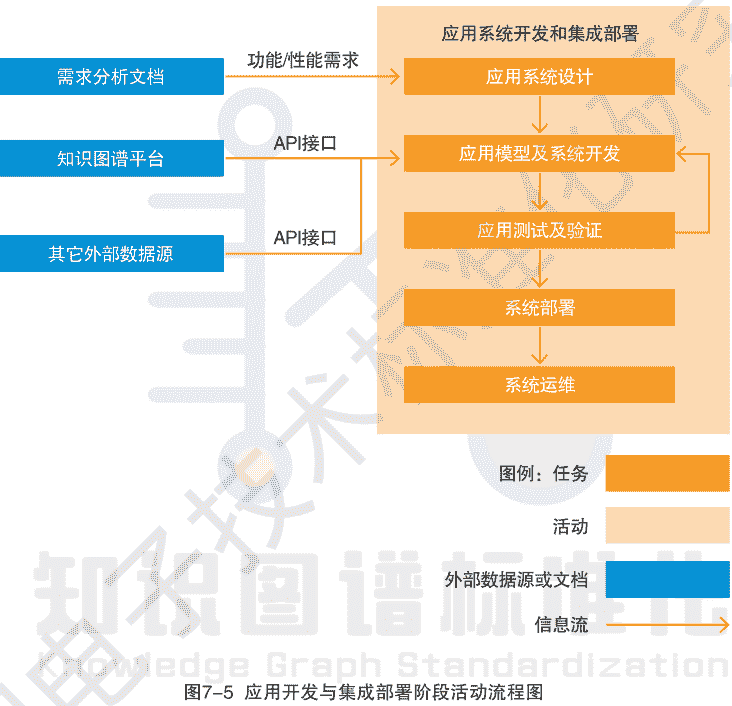 应用系统开发和集成部署
需求分析文档
功能/性能需求
应用系统设计
知识图谱平台
API接口
应用模型及系统开发
其它外部数据源
API接口
应用测试及验证
系统部署
系统运维
图例：任务
活动
外部数据源或文档
信息流
知识图谱标准化
Knowledge Graph Standardization
图7-5 应用开发与集成部署阶段活动流程图